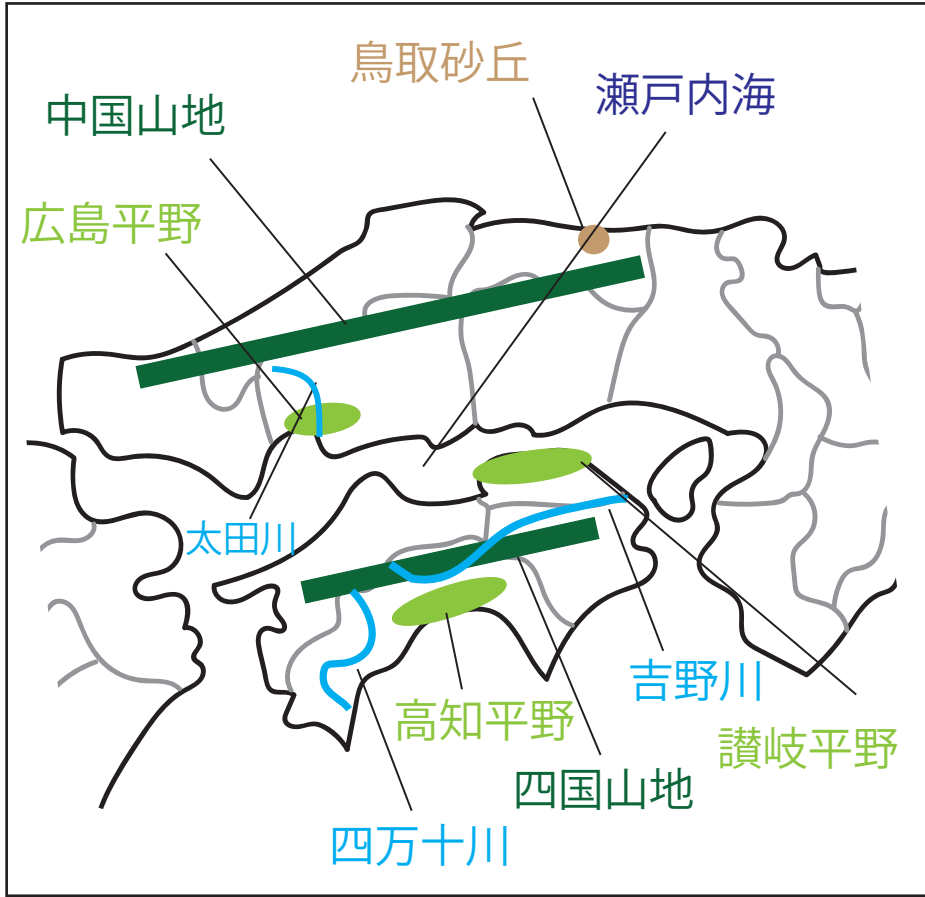 鳥取砂丘
瀬戸内海
中国山地
広島平野
太田川
吉野川
高知平野
讃岐平野
四国山地
四万十川